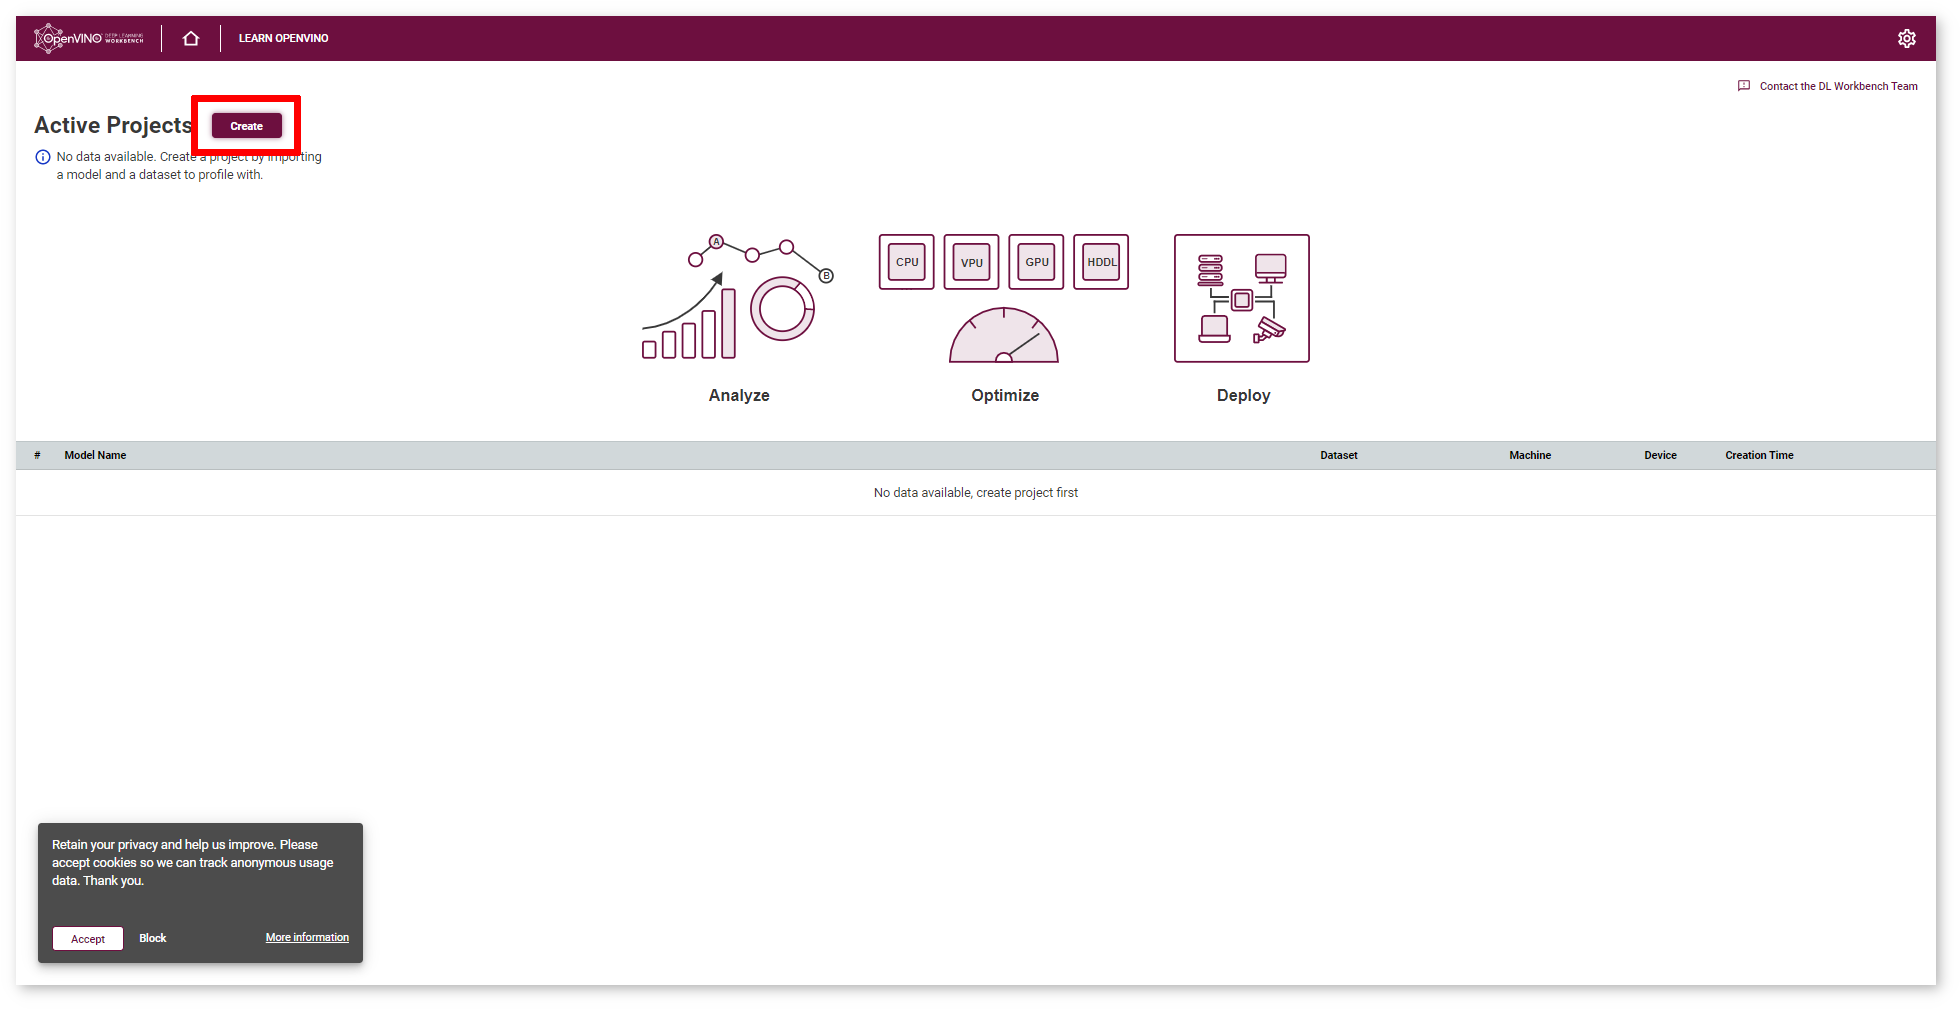 OpenVINO DEEP LEARNING WORKBENCH
LEARN OPENVINO
Contact the DL Workbench Team
Active Projects
Create
No data available. Create a project by importing
a model and a dataset to profile with.
A
B
CPU
VPU
GPU
HDDL
Analyze
Optimize
Deploy
# Model Name Dataset Machine Device Creation Time
No data available, create project first
Retain your privacy and help us improve. Please
accept cookies so we can track anonymous usage
data. Thank you.
Accept
Block
More information